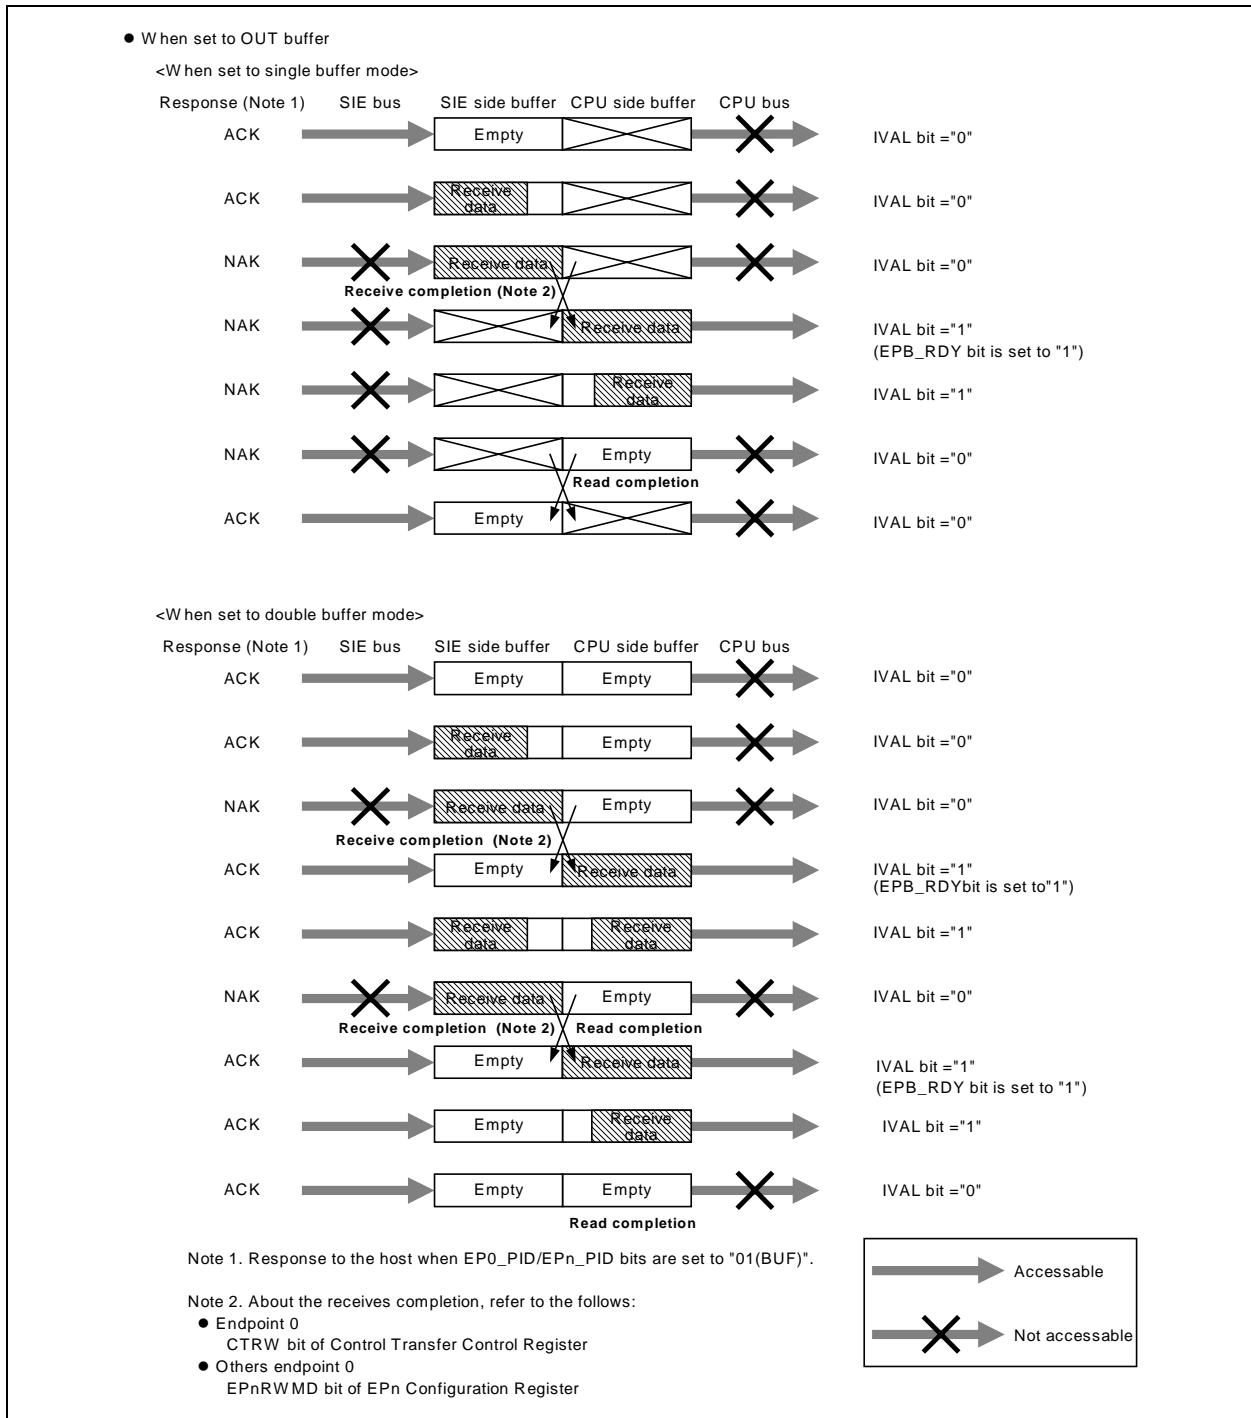 ● When set to OUT buffer
<When set to single buffer mode>
Response (Note 1) SIE bus SIE side buffer CPU side buffer CPU bus
ACK Empty IVAL bit ="0"
ACK Receive data IVAL bit ="0"
NAK Receive data IVAL bit ="0"
Receive completion (Note 2)
NAK Receive data IVAL bit ="1"
(EPB_RDY bit is set to "1")
NAK Receive data IVAL bit ="1"
NAK Empty IVAL bit ="0"
Read completion
ACK Empty IVAL bit ="0"
<When set to double buffer mode>
Response (Note 1) SIE bus SIE side buffer CPU side buffer CPU bus
ACK Empty Empty IVAL bit ="0"
ACK Receive data Empty IVAL bit ="0"
NAK Receive data Empty IVAL bit ="0"
Receive completion (Note 2)
ACK Empty Receive data IVAL bit ="1"
(EPB_RDYbit is set to"1")
ACK Receive data Receive data IVAL bit ="1"
NAK Receive data Empty IVAL bit ="0"
Receive completion (Note 2) Read completion
ACK Empty Receive data IVAL bit ="1"
(EPB_RDY bit is set to "1")
ACK Empty Receive data IVAL bit ="1"
ACK Empty Empty IVAL bit ="0"
Read completion
Note 1. Response to the host when EP0_PID/EPn_PID bits are set to "01(BUF)".
Accessable
Note 2. About the receives completion, refer to the follows:
● Endpoint 0
CTRW bit of Control Transfer Control Register
Not accessable
● Others endpoint 0
EPnRWMD bit of EPn Configuration Register